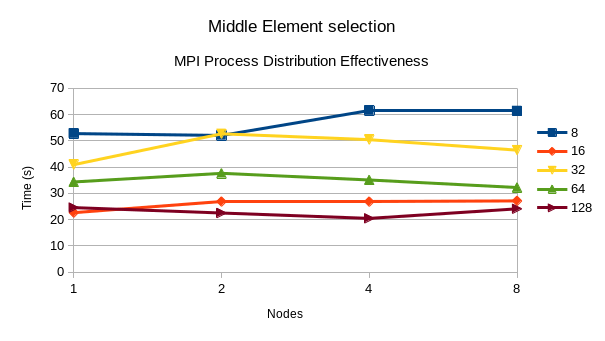 Middle Element selection
MPI Process Distribution Effectiveness
70
60
50
40
30
20
10
0
Time (s)
1 2 4 8
Nodes
8
16
32
64
128